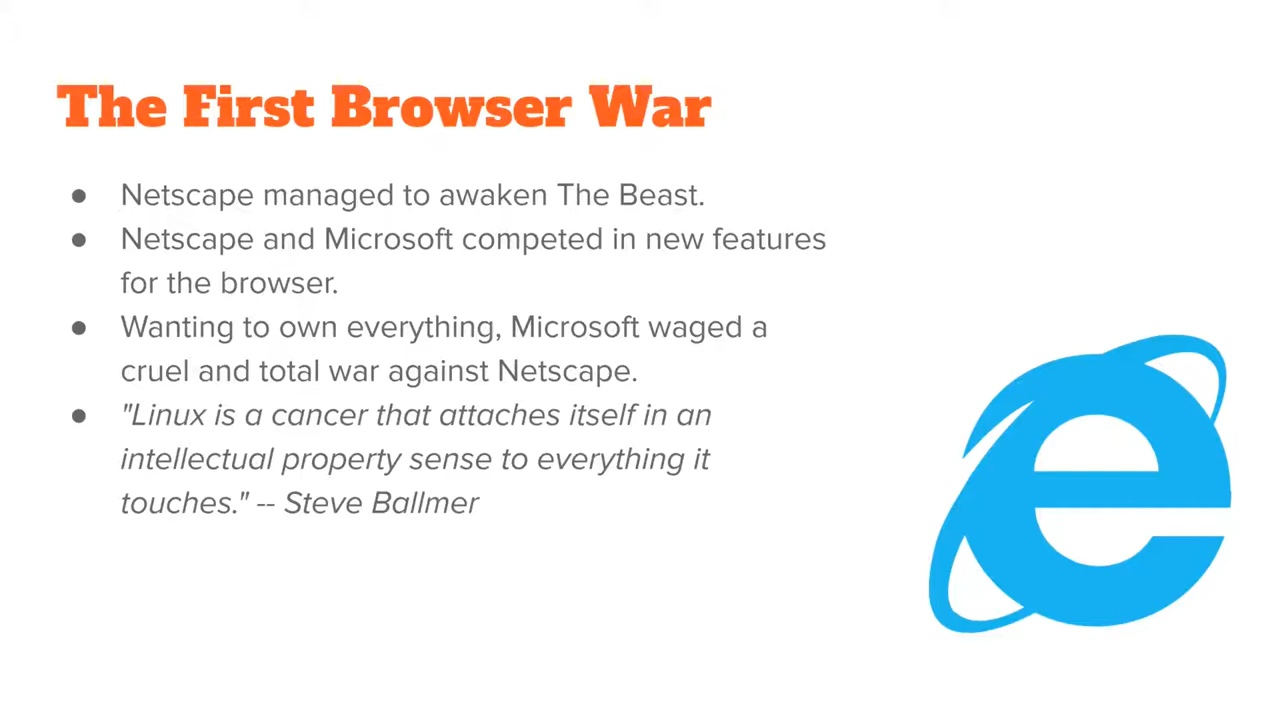 The First Browser War
● Netscape managed to awaken The Beast.
● Netscape and Microsoft competed in new features
for the browser.
● Wanting to own everything, Microsoft waged a
cruel and total war against Netscape.
● "Linux is a cancer that attaches itself in an
intellectual property sense to everything it
touches." -- Steve Ballmer